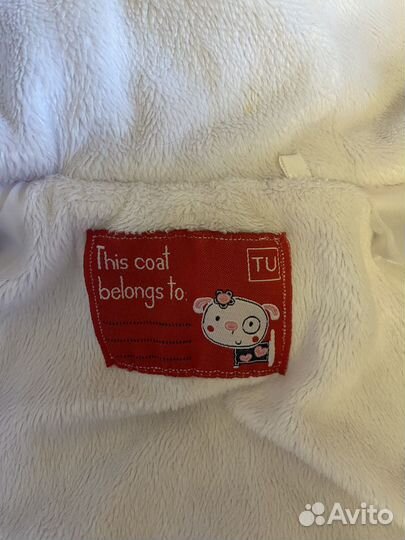 This coat
belongs to:
TU
Avito